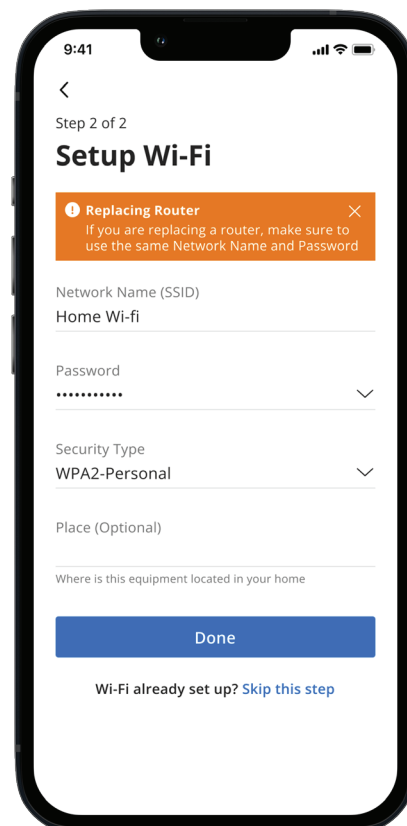 9:41
Step 2 of 2
Setup Wi-Fi
Replacing Router
If you are replacing a router, make sure to
use the same Network Name and Password
Network Name (SSID)
Home Wi-fi
Password
•••••••••••
Security Type
WPA2-Personal
Place (Optional)
Where is this equipment located in your home
Done
Wi-Fi already set up? Skip this step